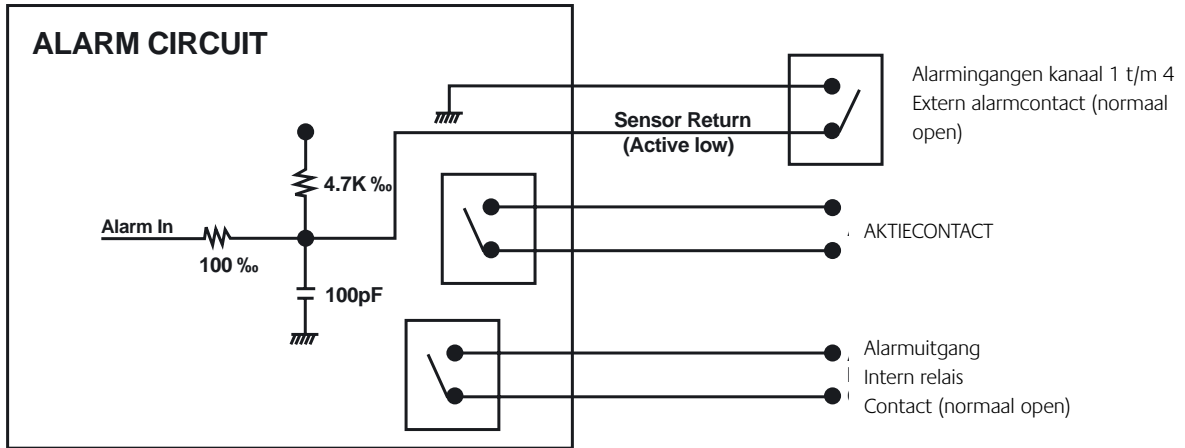 ALARM CIRCUIT
Alarmingangen kanaal 1 t/m 4
Extern alarmcontact (normaal
open)
Sensor Return
(Active low)
4.7K ‰
Alarm In
100 ‰
100pF
AKTIECONTACT
Alarmuitgang
Intern relais
Contact (normaal open)